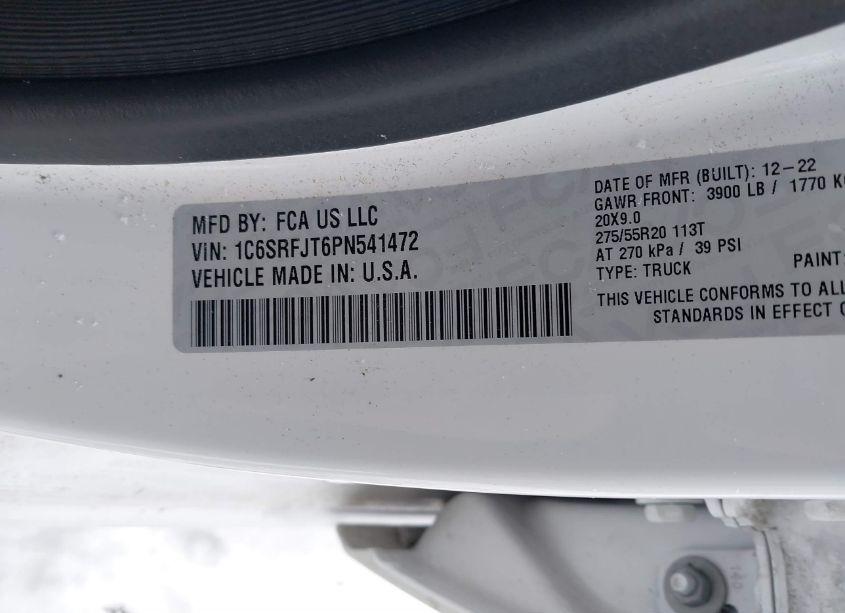 MFD BY: FCA US LLC
VIN: 1C6SRFJT6PN541472
VEHICLE MADE IN: U.S.A.
DATE OF MFR (BUILT): 12-22
GAWR FRONT: 3900 LB / 1770 KG
20X9.0
275/55R20 113T
AT 270 kPa / 39 PSI
TYPE: TRUCK
PAINT:
THIS VEHICLE CONFORMS TO ALL
STANDARDS IN EFFECT